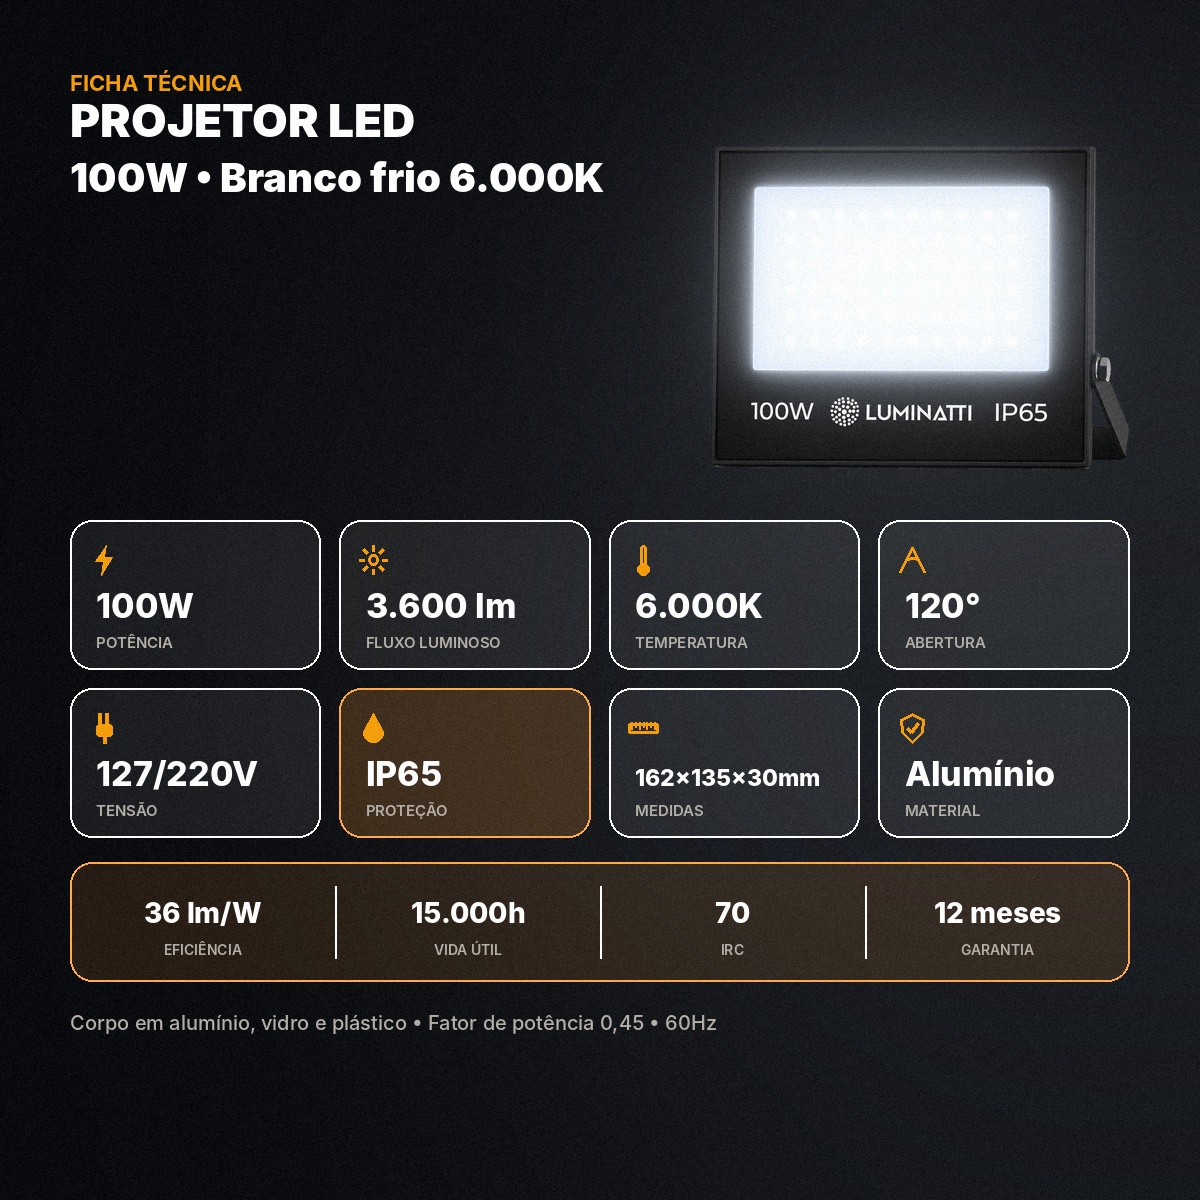 FICHA TÉCNICA
PROJETOR LED
100W • Branco frio 6.000K
100W LUMINATTI IP65
100W
POTÊNCIA
3.600 lm
FLUXO LUMINOSO
6.000K
TEMPERATURA
120°
ABERTURA
127/220V
TENSÃO
IP65
PROTEÇÃO
162×135×30mm
MEDIDAS
Alumínio
MATERIAL
36 lm/W
EFICIÊNCIA
15.000h
VIDA ÚTIL
70
IRC
12 meses
GARANTIA
Corpo em alumínio, vidro e plástico • Fator de potência 0,45 • 60Hz